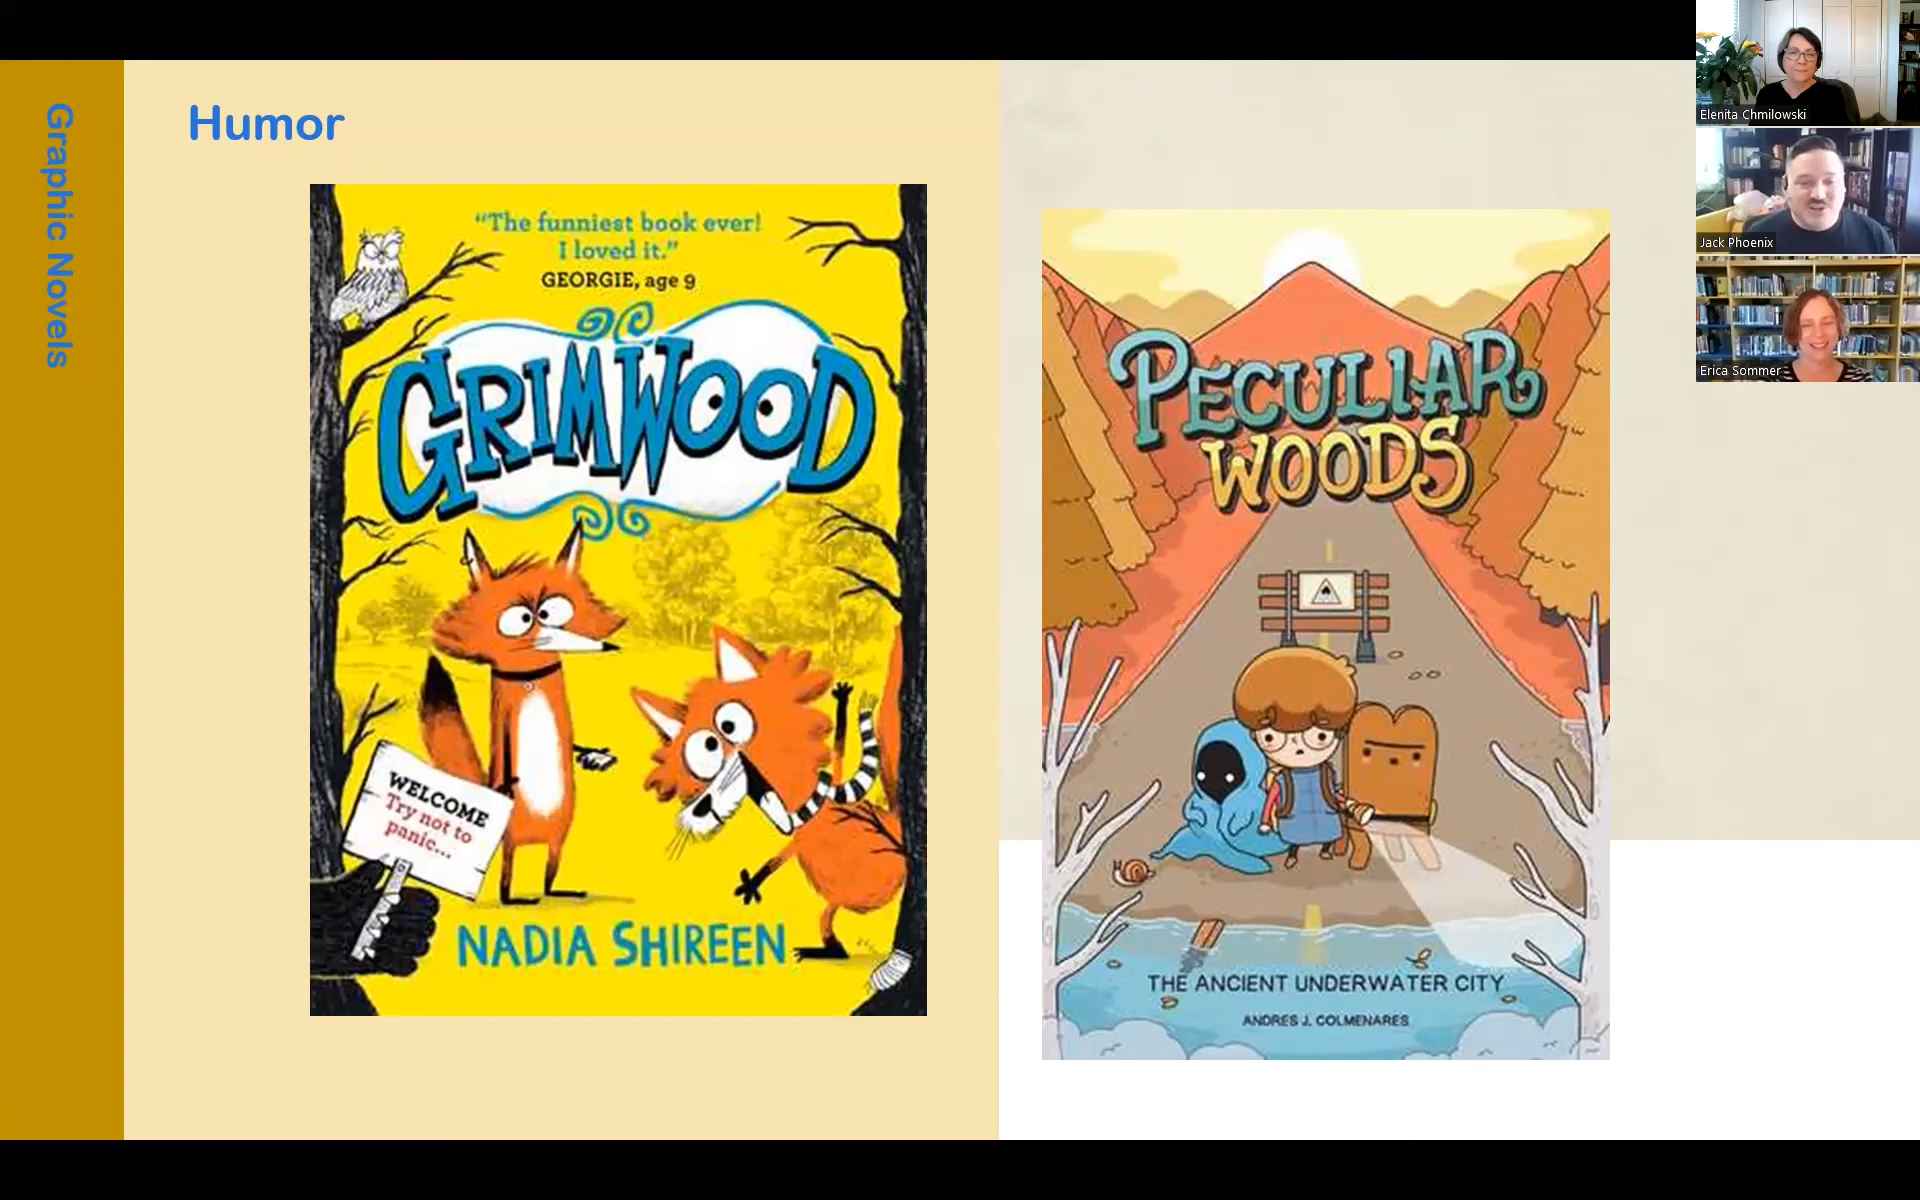 Graphic Novels
Humor
“The funniest book ever!
I loved it.”
GEORGIE, age 9
GRIMWOOD
WELCOME
Try not to
panic...
NADIA SHIREEN
PECULIAR
WOODS
THE ANCIENT UNDERWATER CITY
ANDRES J. COLMENARES
Elenita Chmilowski
Jack Phoenix
Erica Sommer